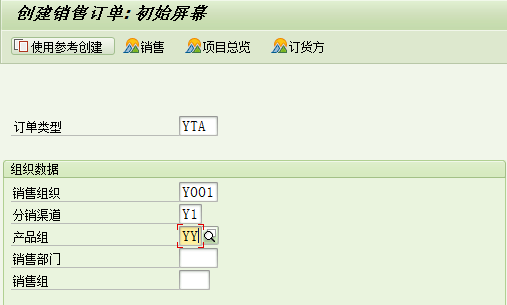 创建销售订单:初始屏幕
使用参考创建 销售 项目总览 订货方
订单类型 YTA
组织数据
销售组织 Y001
分销渠道 Y1
产品组 YY
销售部门
销售组